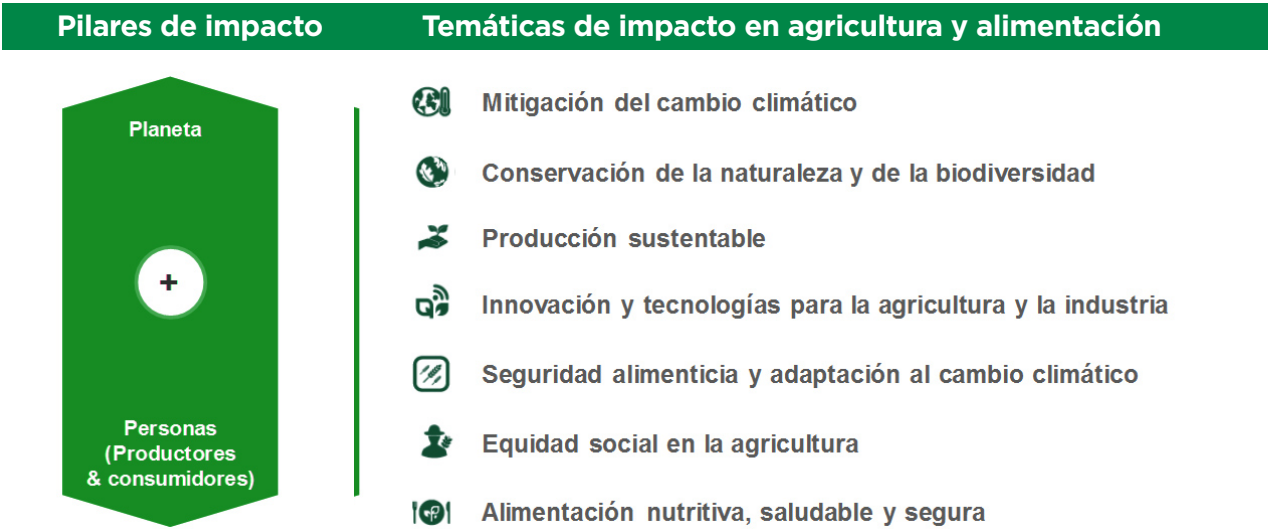 Pilares de impacto
Temáticas de impacto en agricultura y alimentación
Planeta
+
Personas
(Productores
& consumidores)
Mitigación del cambio climático
Conservación de la naturaleza y de la biodiversidad
Producción sustentable
Innovación y tecnologías para la agricultura y la industria
Seguridad alimenticia y adaptación al cambio climático
Equidad social en la agricultura
Alimentación nutritiva, saludable y segura